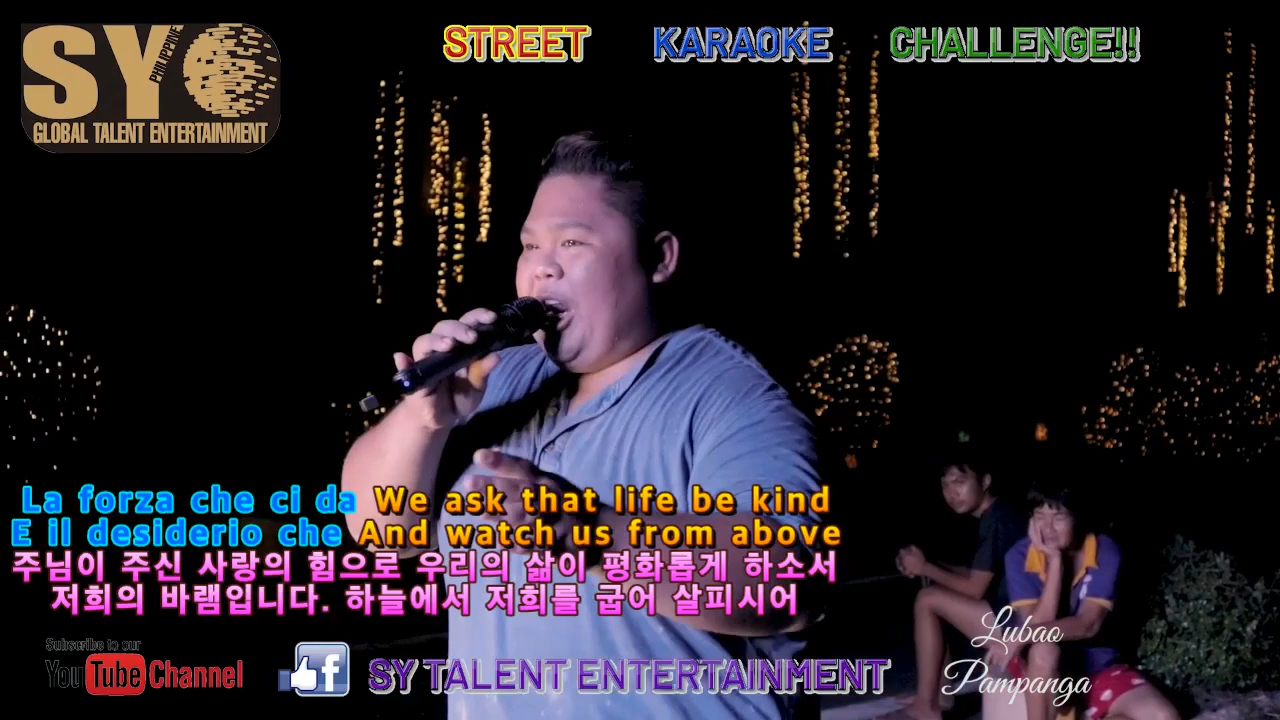 STREET KARAOKE CHALLENGE!!
SY PHILIPPINE
GLOBAL TALENT ENTERTAINMENT
La forza che ci da We ask that life be kind
E il desiderio che And watch us from above
주님이 주신 사랑의 힘으로 우리의 삶이 평화롭게 하소서
저희의 바램입니다. 하늘에서 저희를 굽어 살피시어
Lubao
Pampanga
Subscribe to our
YouTube Channel
f SY TALENT ENTERTAINMENT